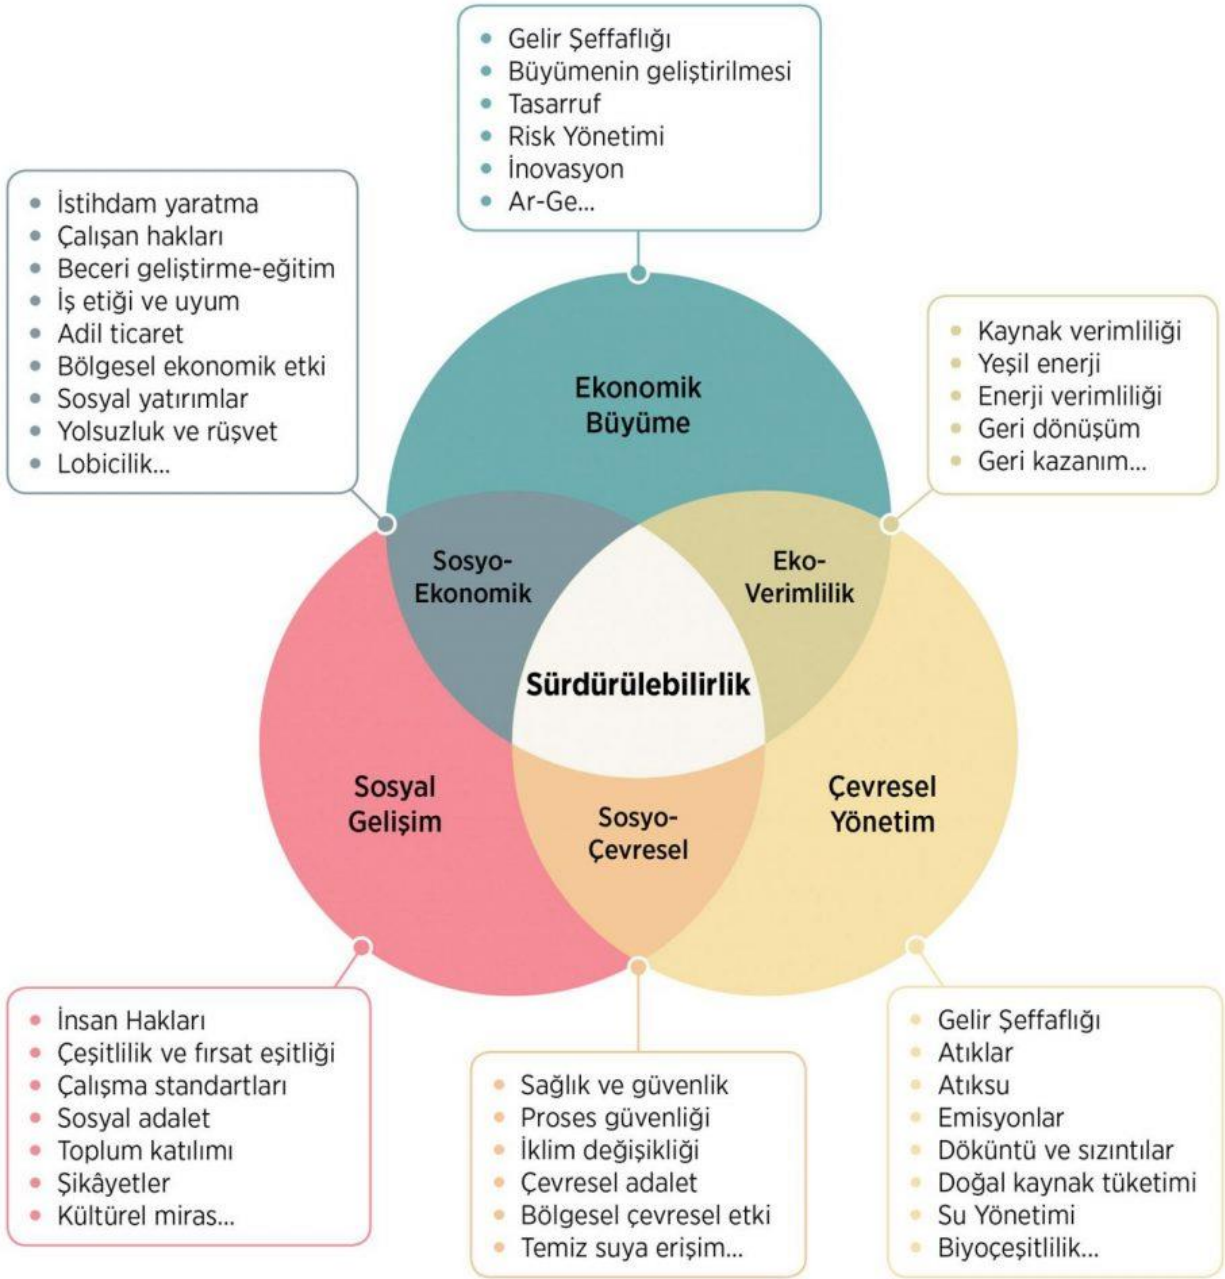 Gelir Şeffaflığı
Büyümenin geliştirilmesi
Tasarruf
Risk Yönetimi
İnovasyon
Ar-Ge...
İstihdam yaratma
Çalışan hakları
Beceri geliştirme-eğitim
İş etiği ve uyum
Adil ticaret
Bölgesel ekonomik etki
Sosyal yatırımlar
Yolsuzluk ve rüşvet
Lobicilik...
Kaynak verimliliği
Yeşil enerji
Enerji verimliliği
Geri dönüşüm
Geri kazanım...
Ekonomik
Büyüme
Sosyo-
Ekonomik
Eko-
Verimlilik
Sürdürülebilirlik
Sosyal
Gelişim
Sosyo-
Çevresel
Çevresel
Yönetim
İnsan Hakları
Çeşitlilik ve fırsat eşitliği
Çalışma standartları
Sosyal adalet
Toplum katılımı
Şikâyetler
Kültürel miras...
Sağlık ve güvenlik
Proses güvenliği
İklim değişikliği
Çevresel adalet
Bölgesel çevresel etki
Temiz suya erişim...
Gelir Şeffaflığı
Atıklar
Atıksu
Emisyonlar
Döküntü ve sızıntılar
Doğal kaynak tüketimi
Su Yönetimi
Biyoçeşitlilik...